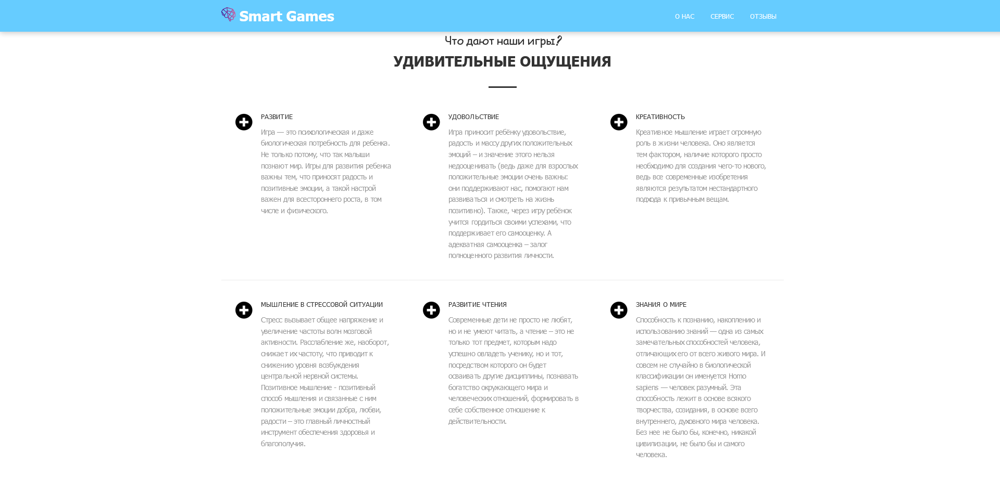 Smart Games
О НАС
СЕРВИС
ОТЗЫВЫ
Что дают наши игры?
УДИВИТЕЛЬНЫЕ ОЩУЩЕНИЯ
РАЗВИТИЕ
Игра — это психологическая и даже
биологическая потребность для ребенка.
Не только потому, что так малыши
познают мир. Игры для развития ребенка
важны тем, что приносят радость и
позитивные эмоции, а такой настрой
важен для всестороннего роста, в том
числе и физического.
УДОВОЛЬСТВИЕ
Игра приносит ребёнку удовольствие,
радость и массу других положительных
эмоций – и значение этого нельзя
недооценивать (ведь даже для взрослых
положительные эмоции очень важны:
они поддерживают нас, помогают нам
развиваться и смотреть на жизнь
позитивно). Также, через игру ребёнок
учится гордиться своими успехами, что
поддерживает его самооценку. А
адекватная самооценка – залог
полноценного развития личности.
КРЕАТИВНОСТЬ
Креативное мышление играет огромную
роль в жизни человека. Оно является
тем фактором, наличие которого просто
необходимо для создания чего-то нового,
ведь все современные изобретения
являются результатом нестандартного
подхода к привычным вещам.
МЫШЛЕНИЕ В СТРЕССОВОЙ СИТУАЦИИ
Стресс вызывает общее напряжение и
увеличение частоты волн мозговой
активности. Расслабление же, наоборот,
снижает их частоту, что приводит к
снижению уровня возбуждения
центральной нервной системы.
Позитивное мышление - позитивный
способ мышления и связанные с ним
положительные эмоции добра, любви,
радости – это главный личностный
инструмент обеспечения здоровья и
благополучия.
РАЗВИТИЕ ЧТЕНИЯ
Современные дети не просто не любят,
но и не умеют читать, а чтение – это не
только тот предмет, которым надо
успешно овладеть ученику, но и тот,
посредством которого он будет
осваивать другие дисциплины, познавать
богатство окружающего мира и
человеческих отношений, формировать в
себе собственное отношение к
действительности.
ЗНАНИЯ О МИРЕ
Способность к познанию, накоплению и
использованию знаний — одна из самых
замечательных способностей человека,
отличающих его от всего живого мира. И
совсем не случайно в биологической
классификации он именуется Homo
sapiens — человек разумный. Эта
способность лежит в основе всякого
творчества, созидания, в основе всего
внутреннего, духовного мира человека.
Без нее не было бы, конечно, никакой
цивилизации, не было бы и самого
человека.